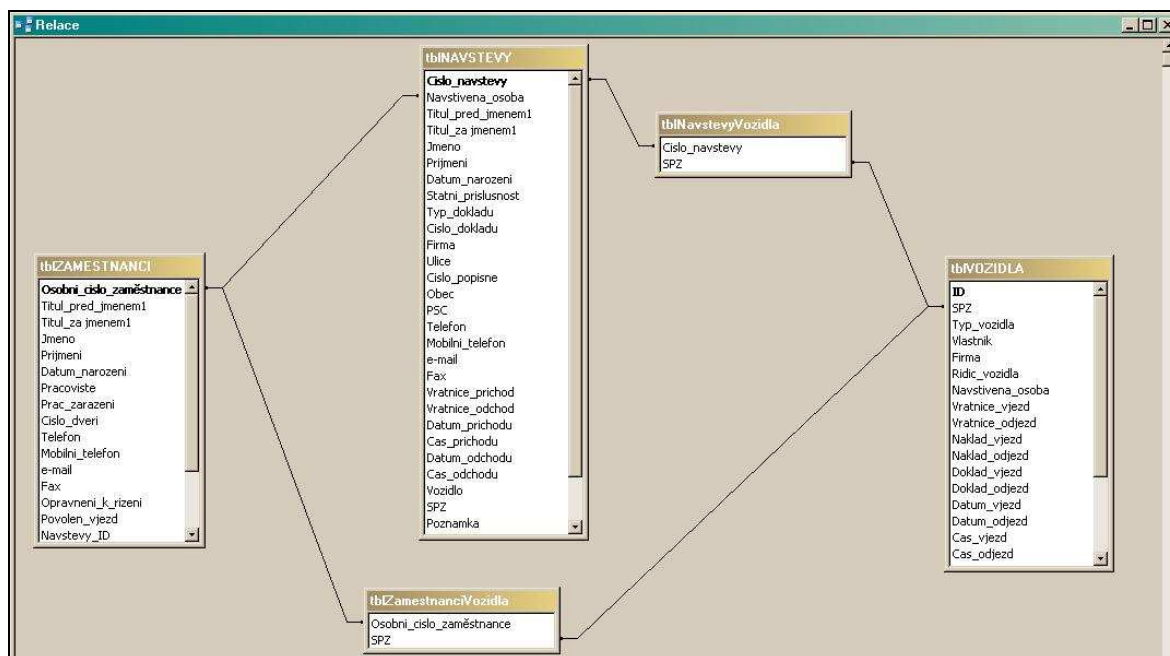 Relace
tblNAVSTEVY
Cislo_navstevy
Navstivena_osoba
Titul_pred_jmenem1
Titul_za jmenem1
Jmeno
Prijmeni
Datum_narozeni
Statni_prislusnost
Typ_dokladu
Cislo_dokladu
Firma
Ulice
Cislo_popisne
Obec
PSC
Telefon
Mobilni_telefon
e-mail
Fax
Vratnice_prichod
Vratnice_odchod
Datum_prichodu
Cas_prichodu
Datum_odchodu
Cas_odchodu
Vozidlo
SPZ
Poznamka
tblNavstevyVozidla
Cislo_navstevy
SPZ
tblZAMESTNANCI
Osobni_cislo_zaměstnance
Titul_pred_jmenem1
Titul_za jmenem1
Jmeno
Prijmeni
Datum_narozeni
Pracoviste
Prac_zarazeni
Cislo_dveri
Telefon
Mobilni_telefon
e-mail
Fax
Opravneni_k_rizeni
Povolen_vjezd
Navstevy_ID
tblVOZIDLA
ID
SPZ
Typ_vozidla
Vlastnik
Firma
Ridic_vozidla
Navstivena_osoba
Vratnice_vjezd
Vratnice_odjezd
Naklad_vjezd
Naklad_odjezd
Doklad_vjezd
Doklad_odjezd
Datum_vjezd
Datum_odjezd
Cas_vjezd
Cas_odjezd
tblZamestnanciVozidla
Osobni_cislo_zaměstnance
SPZ